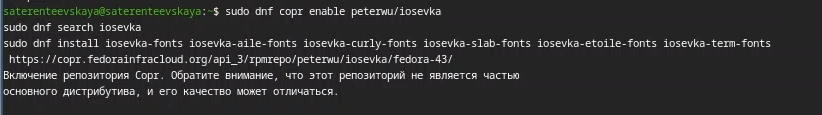 saterenteevskaya@saterenteevskaya:~$ sudo dnf copr enable peterwu/iosevka
sudo dnf search iosevka
sudo dnf install iosevka-fonts iosevka-aile-fonts iosevka-curly-fonts iosevka-slab-fonts iosevka-etoile-fonts iosevka-term-fonts
https://copr.fedorainfracloud.org/api_3/rpmrepo/peterwu/iosevka/fedora-43/
Включение репозитория Copr. Обратите внимание, что этот репозиторий не является частью
основного дистрибутива, и его качество может отличаться.